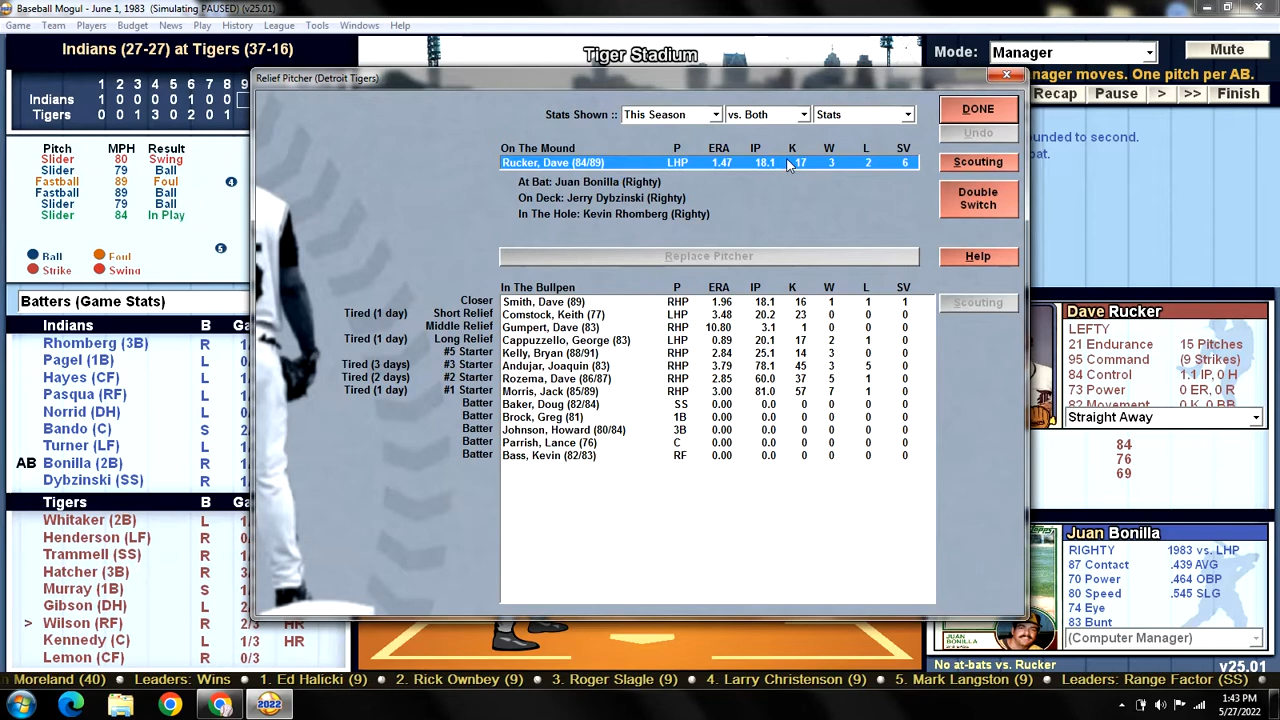 Baseball Mogul - June 1, 1983 (Simulating PAUSED) (v25.01)
Game Team Players Budget News Play History League Tools Windows Help
Indians (27-27) at Tigers (37-16)
1 2 3 4 5 6 7 8 9
Indians 1 0 0 0 0 1 0 0
Tigers 3 0 0 1 2 0 1
Pitch MPH Result
Slider 80 Swing
Slider 79 Ball
Fastball 89 Foul
Fastball 89 Ball
Slider 79 Ball
Slider 84 In Play
4
5
Ball Foul
Strike Swing
Batters (Game Stats)
Indians B Ga
Rhomberg (3B) R 1/
Pagel (1B) L 0/
Hayes (CF) R 1/
Pasqua (RF) L 1/
Norrid (DH) L 0/
Bando (C) S 2/
Turner (LF) L 1/
AB Bonilla (2B) R 1/
Dybzinski (SS) R 1/
Tigers B Ga
Whitaker (2B) L
Henderson (LF) R 0/
Trammell (SS) R
Hatcher (3B) R 3/
Murray (1B) S 1/
Gibson (DH) L 2/
> Wilson (RF) R 2/3 HR
Kennedy (C) L 1/3 HR
Lemon (CF) R 0/3
Tiger Stadium
Relief Pitcher (Detroit Tigers)
Stats Shown :: This Season vs. Both Stats
On The Mound P ERA IP K W L SV
Rucker, Dave (84/89) LHP 1.47 18.1 17 3 2 6
At Bat: Juan Bonilla (Righty)
On Deck: Jerry Dybzinski (Righty)
In The Hole: Kevin Rhomberg (Righty)
Replace Pitcher
In The Bullpen P ERA IP K W L SV
Closer Smith, Dave (89) RHP 1.96 18.1 16 1 1 1
Tired (1 day) Short Relief Comstock, Keith (77) LHP 3.48 20.2 23 0 0 0
Middle Relief Gumpert, Dave (83) RHP 10.80 3.1 1 0 0 0
Tired (1 day) Long Relief Cappuzzello, George (83) LHP 0.89 20.1 17 2 1 0
#5 Starter Kelly, Bryan (88/91) RHP 2.84 25.1 14 3 0 0
Tired (3 days) #3 Starter Andujar, Joaquin (83) RHP 3.79 78.1 45 3 5 0
Tired (2 days) #2 Starter Rozema, Dave (86/87) RHP 2.85 60.0 37 5 1 0
Tired (1 day) #1 Starter Morris, Jack (85/89) RHP 3.00 81.0 57 7 1 0
Batter Baker, Doug (82/84) SS 0.00 0.0 0 0 0 0
Batter Brock, Greg (81) 1B 0.00 0.0 0 0 0 0
Batter Johnson, Howard (80/84) 3B 0.00 0.0 0 0 0 0
Batter Parrish, Lance (76) C 0.00 0.0 0 0 0 0
Batter Bass, Kevin (82/83) RF 0.00 0.0 0 0 0 0
DONE
Undo
Scouting
Double Switch
Help
Scouting
Mode: Manager Mute
nager moves. One pitch per AB.
Recap Pause > >> Finish
ounded to second.
bat.
Dave Rucker
LEFTY
21 Endurance 15 Pitches
95 Command (9 Strikes)
84 Control 1.1 IP, 0 H
73 Power 0 ER, 0 R
82 Movement 0 K, 0 BB
Straight Away
84
76
69
Juan Bonilla
RIGHTY 1983 vs. LHP
87 Contact .439 AVG
70 Power .464 OBP
80 Speed .545 SLG
74 Eye
83 Bunt
(Computer Manager)
JUAN BONILLA
No at-bats vs. Rucker v25.01
n Moreland (40) Leaders: Wins 1. Ed Halicki (9) 2. Rick Ownbey (9) 3. Roger Slagle (9) 4. Larry Christenson (9) 5. Mark Langston (9) Leaders: Range Factor (SS)
2022
1:43 PM
5/27/2022